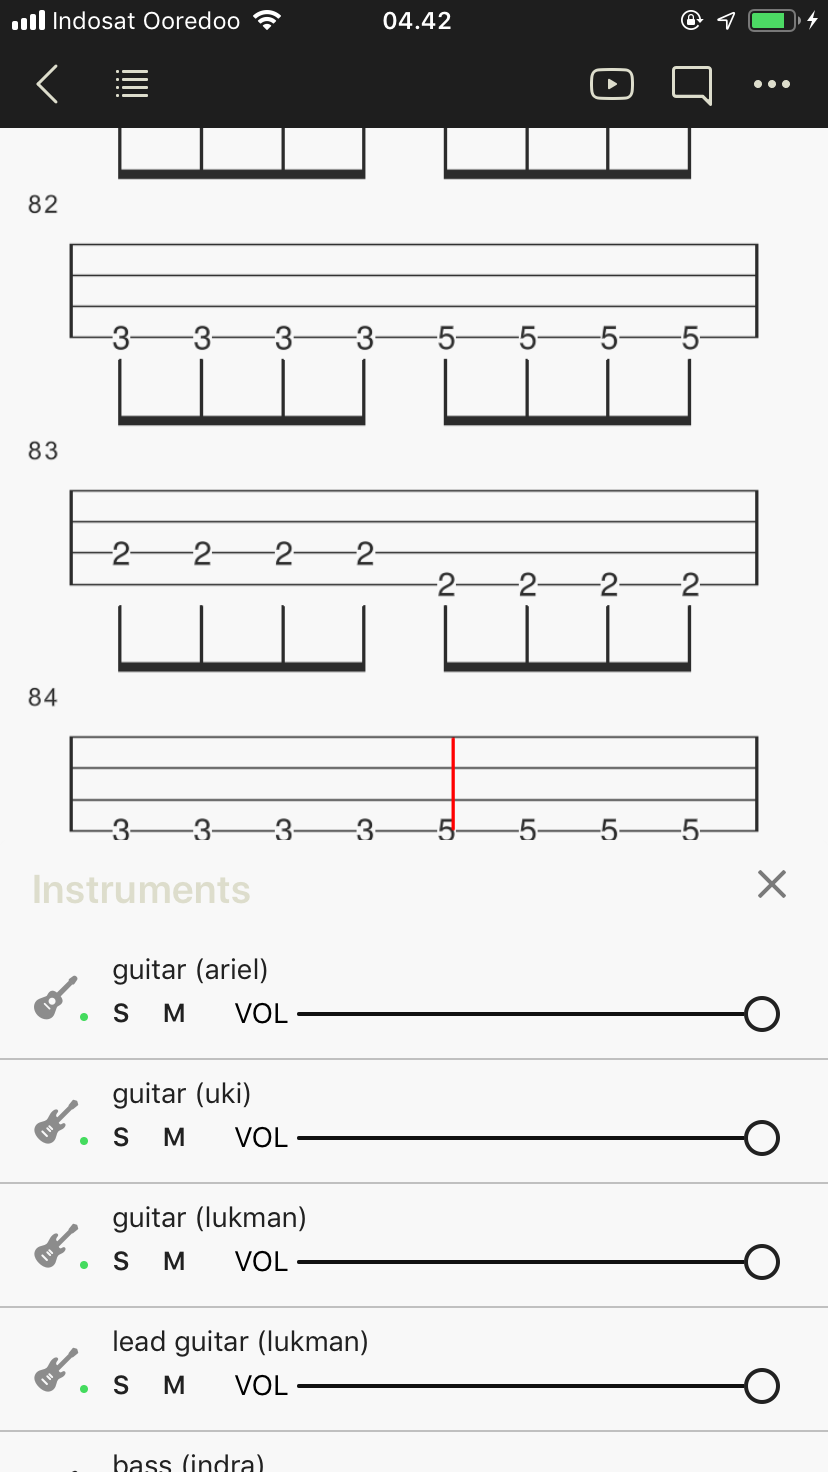 Indosat Ooredoo 04.42
82
3 3 3 3 5 5 5 5
83
2 2 2 2
2 2 2 2
84
3 3 3 3 5 5 5 5
Instruments
guitar (ariel)
S M VOL
guitar (uki)
S M VOL
guitar (lukman)
S M VOL
lead guitar (lukman)
S M VOL
bass (indra)